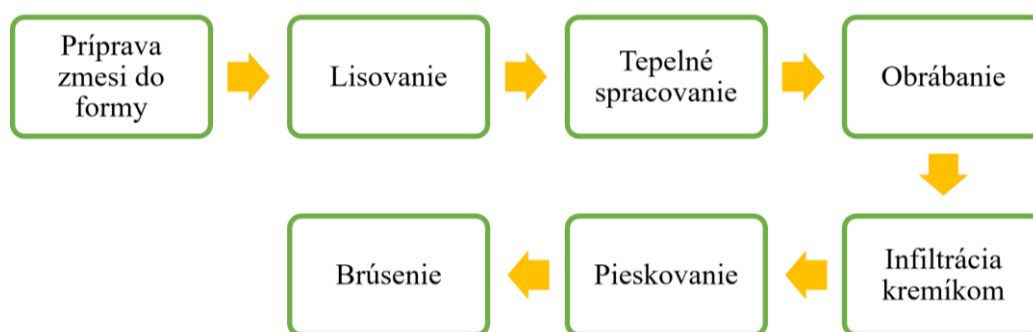 Príprava
zmesi do
formy
Lisovanie
Tepelné
spracovanie
Obrábanie
Infiltrácia
kremíkom
Pieskovanie
Brúsenie